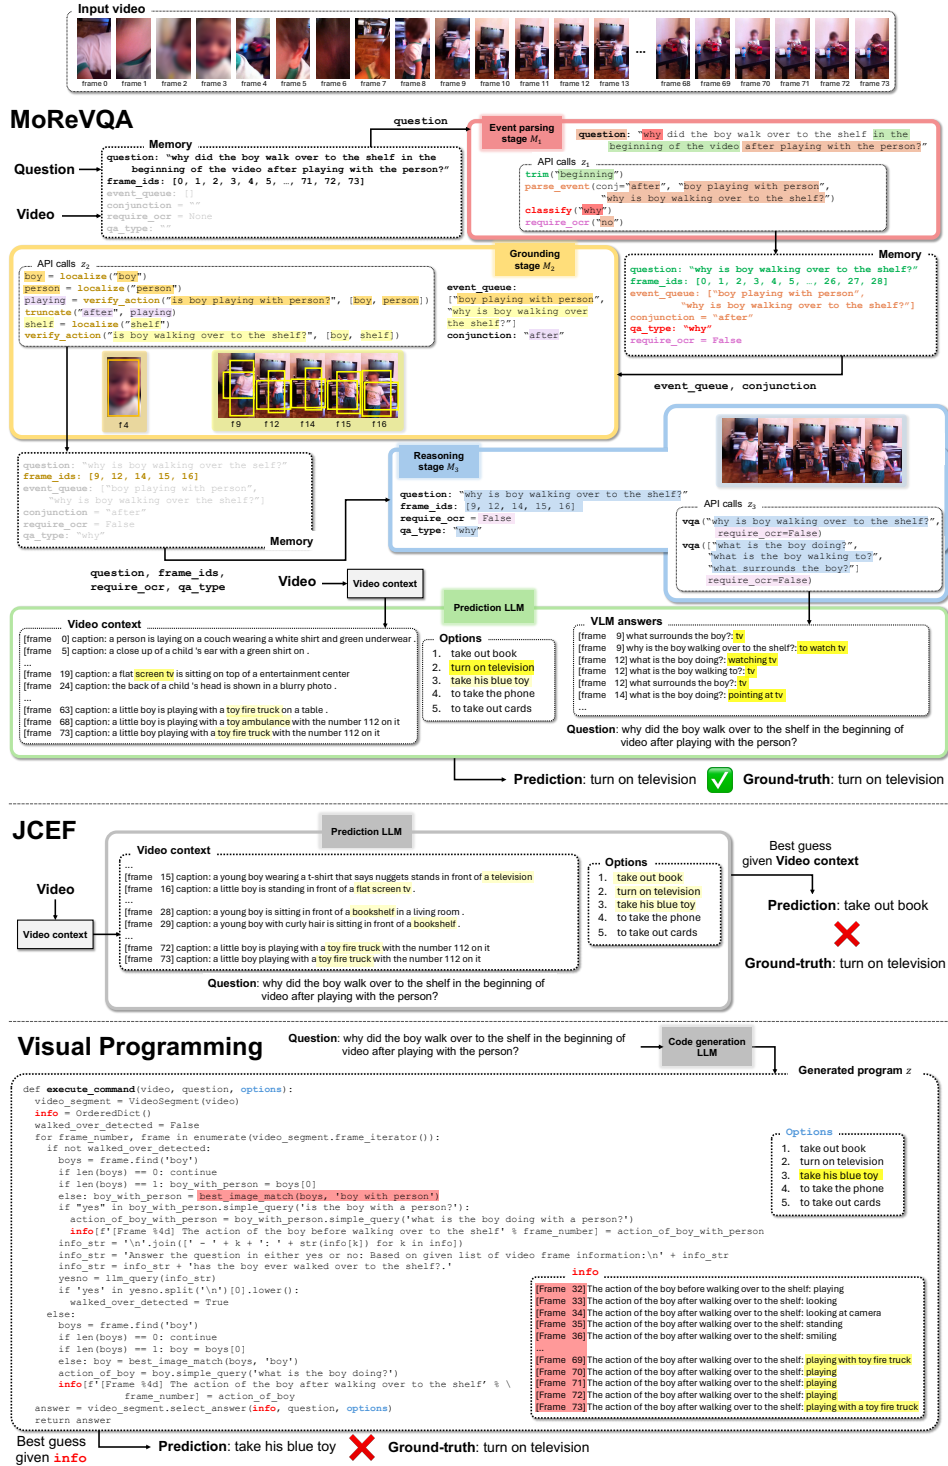 Input video
frame 0 frame 1 frame 2 frame 3 frame 4 frame 5 frame 6 frame 7 frame 8 frame 9 frame 10 frame 11 frame 12 frame 13 ... frame 68 frame 69 frame 70 frame 71 frame 72 frame 73
MoReVQA
question
Question
Video
Memory
question: "why did the boy walk over to the shelf in the
beginning of the video after playing with the person?"
frame_ids: [0, 1, 2, 3, 4, 5, …, 71, 72, 73]
event_queue: []
conjunction = ""
require_ocr = None
qa_type: ""
Event parsing
stage M1
question: "why did the boy walk over to the shelf in the
beginning of the video after playing with the person?"
API calls z1
trim("beginning")
parse_event(conj="after", "boy playing with person",
"why is boy walking over to the shelf?")
classify("why")
require_ocr("no")
Grounding
stage M2
API calls z2
boy = localize("boy")
person = localize("person")
playing = verify_action("is boy playing with person?", [boy, person])
truncate("after", playing)
shelf = localize("shelf")
verify_action("is boy walking over to the shelf?", [boy, shelf])
event_queue:
["boy playing with person",
"why is boy walking over
the shelf?"]
conjunction: "after"
f 4
f 9 f 12 f 14 f 15 f 16
Memory
question: "why is boy walking over to the shelf?"
frame_ids: [0, 1, 2, 3, 4, 5, …, 26, 27, 28]
event_queue: ["boy playing with person",
"why is boy walking over to the shelf?"]
conjunction = "after"
qa_type: "why"
require_ocr = False
event_queue, conjunction
question: "why is boy walking over the self?"
frame_ids: [9, 12, 14, 15, 16]
event_queue: ["boy playing with person",
"why is boy walking over to the shelf?"]
conjunction = "after"
require_ocr = False
qa_type: "why"
Memory
question, frame_ids,
require_ocr, qa_type
Reasoning
stage M3
question: "why is boy walking over to the shelf?"
frame_ids: [9, 12, 14, 15, 16]
require_ocr = False
qa_type: "why"
API calls z3
vqa("why is boy walking over to the shelf?",
require_ocr=False)
vqa(["what is the boy doing?",
"what is the boy walking to?",
"what surrounds the boy?"]
require_ocr=False)
Video
Video context
Prediction LLM
Video context
[frame 0] caption: a person is laying on a couch wearing a white shirt and green underwear .
[frame 5] caption: a close up of a child 's ear with a green shirt on .
...
[frame 19] caption: a flat screen tv is sitting on top of a entertainment center
[frame 24] caption: the back of a child 's head is shown in a blurry photo .
...
[frame 63] caption: a little boy is playing with a toy fire truck on a table .
[frame 68] caption: a little boy is playing with a toy ambulance with the number 112 on it
[frame 73] caption: a little boy playing with a toy fire truck with the number 112 on it
Options
1. take out book
2. turn on television
3. take his blue toy
4. to take the phone
5. to take out cards
VLM answers
[frame 9] what surrounds the boy?: tv
[frame 9] why is the boy walking over to the shelf?: to watch tv
[frame 12] what is the boy doing?: watching tv
[frame 12] what is the boy walking to?: tv
[frame 12] what surrounds the boy?: tv
[frame 14] what is the boy doing?: pointing at tv
...
Question: why did the boy walk over to the shelf in the beginning of
video after playing with the person?
Prediction: turn on television
Ground-truth: turn on television
JCEF
Video
Video context
Prediction LLM
Video context
...
[frame 15] caption: a young boy wearing a t-shirt that says nuggets stands in front of a television
[frame 16] caption: a little boy is standing in front of a flat screen tv .
...
[frame 28] caption: a young boy is sitting in front of a bookshelf in a living room .
[frame 29] caption: a young boy with curly hair is sitting in front of a bookshelf .
...
[frame 72] caption: a little boy is playing with a toy fire truck with the number 112 on it
[frame 73] caption: a little boy playing with a toy fire truck with the number 112 on it
Options
1. take out book
2. turn on television
3. take his blue toy
4. to take the phone
5. to take out cards
Question: why did the boy walk over to the shelf in the beginning of
video after playing with the person?
Best guess
given Video context
Prediction: take out book
Ground-truth: turn on television
Visual Programming
Question: why did the boy walk over to the shelf in the beginning of
video after playing with the person?
Code generation
LLM
Generated program z
def execute_command(video, question, options):
video_segment = VideoSegment(video)
info = OrderedDict()
walked_over_detected = False
for frame_number, frame in enumerate(video_segment.frame_iterator()):
if not walked_over_detected:
boys = frame.find('boy')
if len(boys) == 0: continue
if len(boys) == 1: boy_with_person = boys[0]
else: boy_with_person = best_image_match(boys, 'boy with person')
if "yes" in boy_with_person.simple_query('is the boy with a person?'):
action_of_boy_with_person = boy_with_person.simple_query('what is the boy doing with a person?')
info[f'[Frame %4d] The action of the boy before walking over to the shelf' % frame_number] = action_of_boy_with_person
info_str = '\n'.join([' - ' + k + ': ' + str(info[k]) for k in info])
info_str = 'Answer the question in either yes or no: Based on given list of video frame information:\n' + info_str
info_str = info_str + 'has the boy ever walked over to the shelf?.'
yesno = llm_query(info_str)
if 'yes' in yesno.split('\n')[0].lower():
walked_over_detected = True
else:
boys = frame.find('boy')
if len(boys) == 0: continue
if len(boys) == 1: boy = boys[0]
else: boy = best_image_match(boys, 'boy')
action_of_boy = boy.simple_query('what is the boy doing?')
info[f'[Frame %4d] The action of the boy after walking over to the shelf' % \
frame_number] = action_of_boy
answer = video_segment.select_answer(info, question, options)
return answer
Options
1. take out book
2. turn on television
3. take his blue toy
4. to take the phone
5. to take out cards
info
[Frame 32] The action of the boy before walking over to the shelf: playing
[Frame 33] The action of the boy after walking over to the shelf: looking
[Frame 34] The action of the boy after walking over to the shelf: looking at camera
[Frame 35] The action of the boy after walking over to the shelf: standing
[Frame 36] The action of the boy after walking over to the shelf: smiling
...
[Frame 69] The action of the boy after walking over to the shelf: playing with toy fire truck
[Frame 70] The action of the boy after walking over to the shelf: playing
[Frame 71] The action of the boy after walking over to the shelf: playing
[Frame 72] The action of the boy after walking over to the shelf: playing
[Frame 73] The action of the boy after walking over to the shelf: playing with a toy fire truck
Best guess
given info
Prediction: take his blue toy
Ground-truth: turn on television